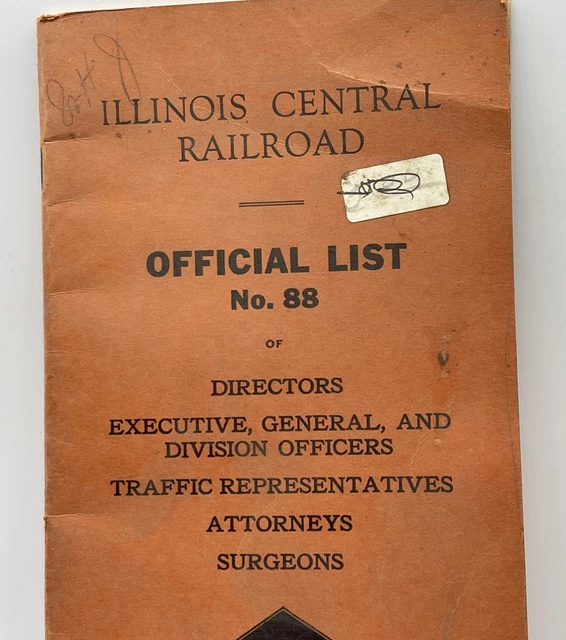 ILLINOIS CENTRAL
RAILROAD
OFFICIAL LIST
No. 88
OF
DIRECTORS
EXECUTIVE, GENERAL, AND
DIVISION OFFICERS
TRAFFIC REPRESENTATIVES
ATTORNEYS
SURGEONS